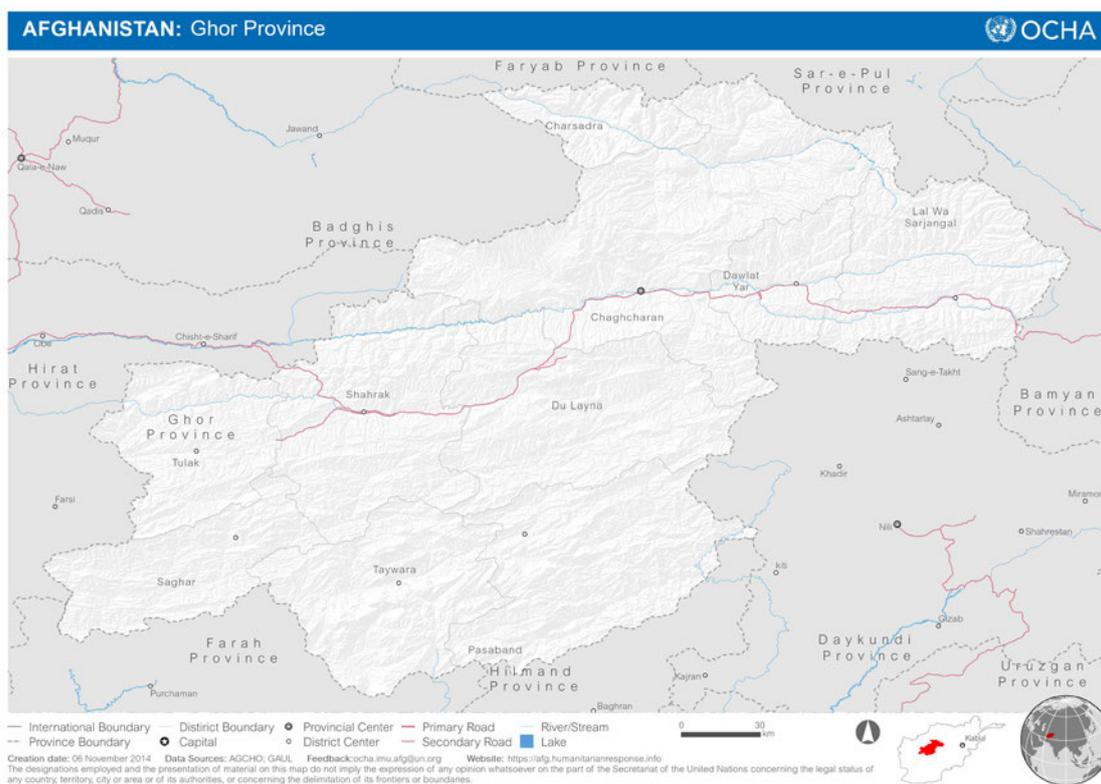 AFGHANISTAN: Ghor Province
OCHA
Faryab Province
Sar-e-Pul
Province
Charsadra
Jawand
Muqur
Qala-e-Naw
Qadis
Badghis
Province
Lal Wa
Sarjangal
Dawlat
Yar
Chaghcharan
Obe
Chisht-e-Sharif
Hirat
Province
Shahrak
Du Layna
Sang-e-Takht
Bamyan
Province
Ghor
Province
Tulak
Ashtarlay
Khadir
Farsi
Miramor
Nili
Shahrestan
Saghar
Taywara
kiti
Gizab
Farah
Province
Pasaband
Hilmand
Province
Daykundi
Province
Uruzgan
Province
Kajran
Purchaman
Baghran
International Boundary
District Boundary
Provincial Center
Primary Road
River/Stream
Province Boundary
Capital
District Center
Secondary Road
Lake
0 30
km
Kabul
Creation date: 06 November 2014 Data Sources: AGCHO; GAUL Feedback:ocha.imu.afg@un.org Website: https://afg.humanitarianresponse.info
The designations employed and the presentation of material on this map do not imply the expression of any opinion whatsoever on the part of the Secretariat of the United Nations concerning the legal status of
any country, territory, city or area or of its authorities, or concerning the delimitation of its frontiers or boundaries.